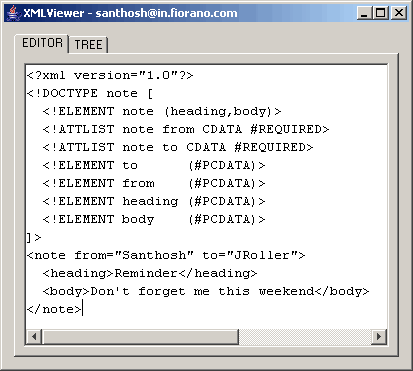 XMLViewer - santhosh@in.fiorano.com
EDITOR TREE
<?xml version="1.0"?>
<!DOCTYPE note [
  <!ELEMENT note (heading,body)>
  <!ATTLIST note from CDATA #REQUIRED>
  <!ATTLIST note to CDATA #REQUIRED>
  <!ELEMENT to      (#PCDATA)>
  <!ELEMENT from    (#PCDATA)>
  <!ELEMENT heading (#PCDATA)>
  <!ELEMENT body    (#PCDATA)>
]>
<note from="Santhosh" to="JRoller">
  <heading>Reminder</heading>
  <body>Don't forget me this weekend</body>
</note>